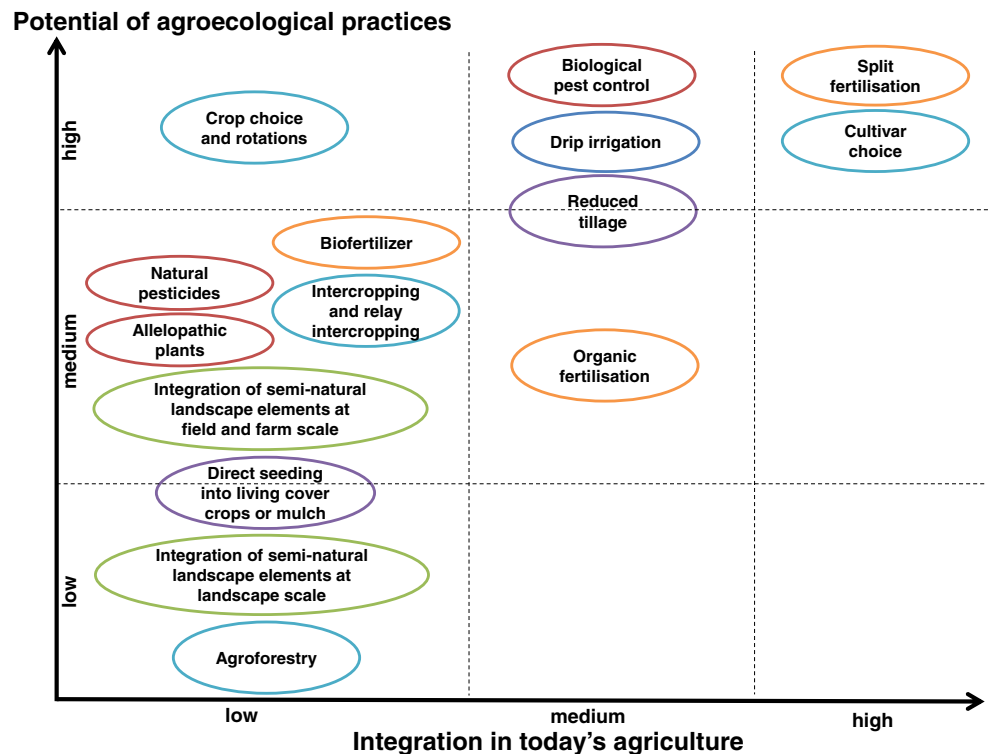 Potential of agroecological practices
high
medium
low
Biological
pest control
Split
fertilisation
Crop choice
and rotations
Drip irrigation
Cultivar
choice
Reduced
tillage
Biofertilizer
Natural
pesticides
Intercropping
and relay
intercropping
Allelopathic
plants
Organic
fertilisation
Integration of semi-natural
landscape elements at
field and farm scale
Direct seeding
into living cover
crops or mulch
Integration of semi-natural
landscape elements at
landscape scale
Agroforestry
low
medium
high
Integration in today's agriculture